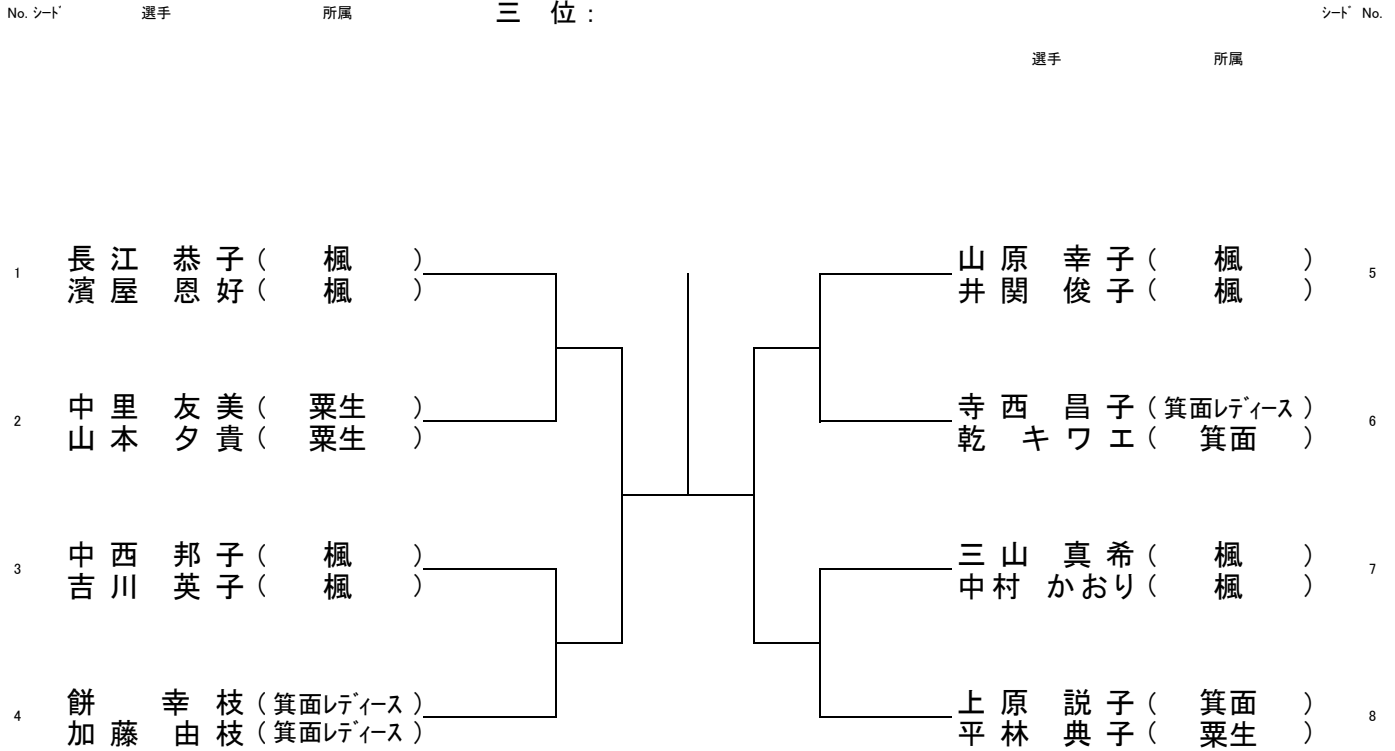 No. シード 選手 所属 三 位 : シード No.
選手 所属
1 長江 恭子 ( 楓 )
濱屋 恩好 ( 楓 )
2 中里 友美 ( 粟生 )
山本 夕貴 ( 粟生 )
3 中西 邦子 ( 楓 )
吉川 英子 ( 楓 )
4 餅 幸枝 ( 箕面レディース )
加藤 由枝 ( 箕面レディース )
山原 幸子 ( 楓 ) 5
井関 俊子 ( 楓 )
寺西 昌子 ( 箕面レディース ) 6
乾 キワエ ( 箕面 )
三山 真希 ( 楓 ) 7
中村 かおり ( 楓 )
上原 説子 ( 箕面 ) 8
平林 典子 ( 粟生 )